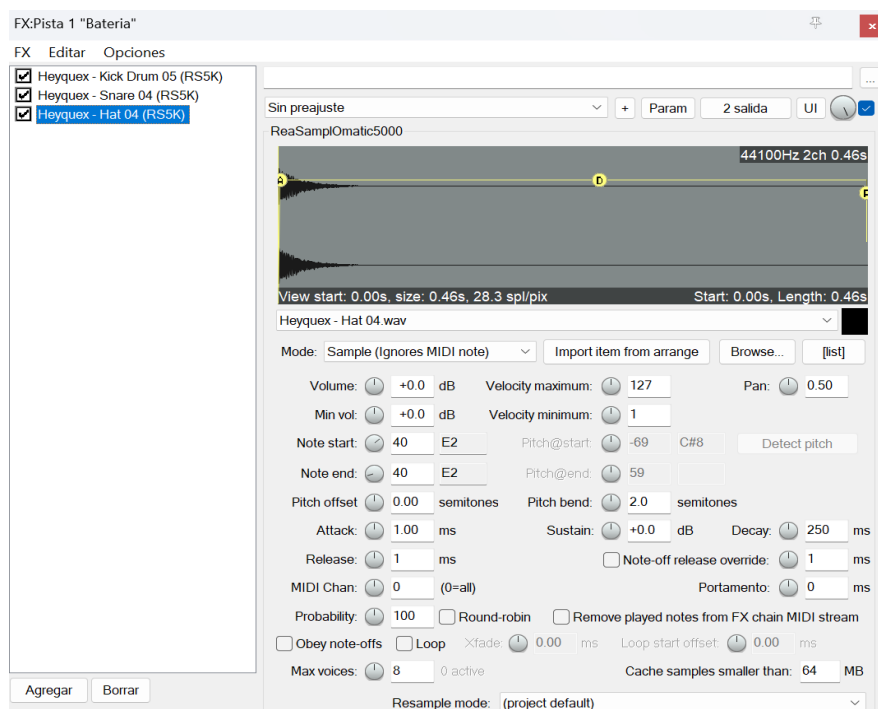 FX:Pista 1 "Bateria"
FX Editar Opciones
Heyquex - Kick Drum 05 (RS5K)
Heyquex - Snare 04 (RS5K)
Heyquex - Hat 04 (RS5K)
...
Sin preajuste + Param 2 salida UI
ReaSamplOmatic5000
44100Hz 2ch 0.46s
A D R
View start: 0.00s, size: 0.46s, 28.3 spl/pix Start: 0.00s, Length: 0.46s
Heyquex - Hat 04.wav
Mode: Sample (Ignores MIDI note) Import item from arrange Browse... [list]
Volume: +0.0 dB Velocity maximum: 127 Pan: 0.50
Min vol: +0.0 dB Velocity minimum: 1
Note start: 40 E2 Pitch@start: -69 C#8 Detect pitch
Note end: 40 E2 Pitch@end: 59
Pitch offset 0.00 semitones Pitch bend: 2.0 semitones
Attack: 1.00 ms Sustain: +0.0 dB Decay: 250 ms
Release: 1 ms Note-off release override: 1 ms
MIDI Chan: 0 (0=all) Portamento: 0 ms
Probability: 100 Round-robin Remove played notes from FX chain MIDI stream
Obey note-offs Loop Xfade: 0.00 ms Loop start offset: 0.00 ms
Max voices: 8 0 active Cache samples smaller than: 64 MB
Agregar Borrar
Resample mode: (project default)